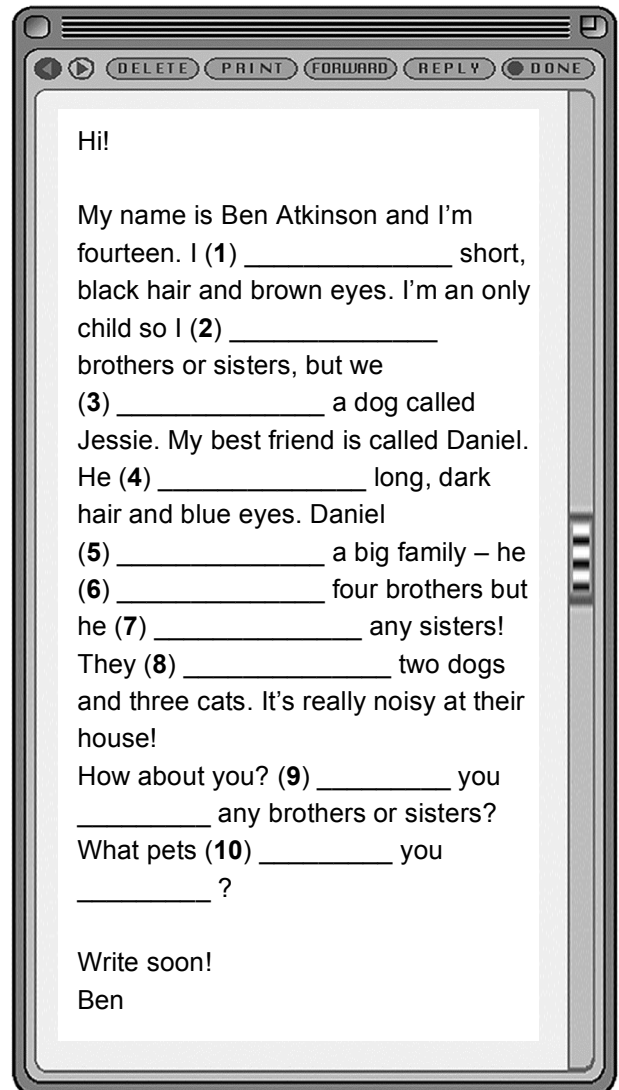 DELETE PRINT FORWARD REPLY DONE
Hi!
My name is Ben Atkinson and I'm
fourteen. I (1) ______________ short,
black hair and brown eyes. I'm an only
child so I (2) ______________
brothers or sisters, but we
(3) ______________ a dog called
Jessie. My best friend is called Daniel.
He (4) ______________ long, dark
hair and blue eyes. Daniel
(5) ______________ a big family – he
(6) ______________ four brothers but
he (7) ______________ any sisters!
They (8) ______________ two dogs
and three cats. It's really noisy at their
house!
How about you? (9) _________ you
_________ any brothers or sisters?
What pets (10) _________ you
_________ ?
Write soon!
Ben